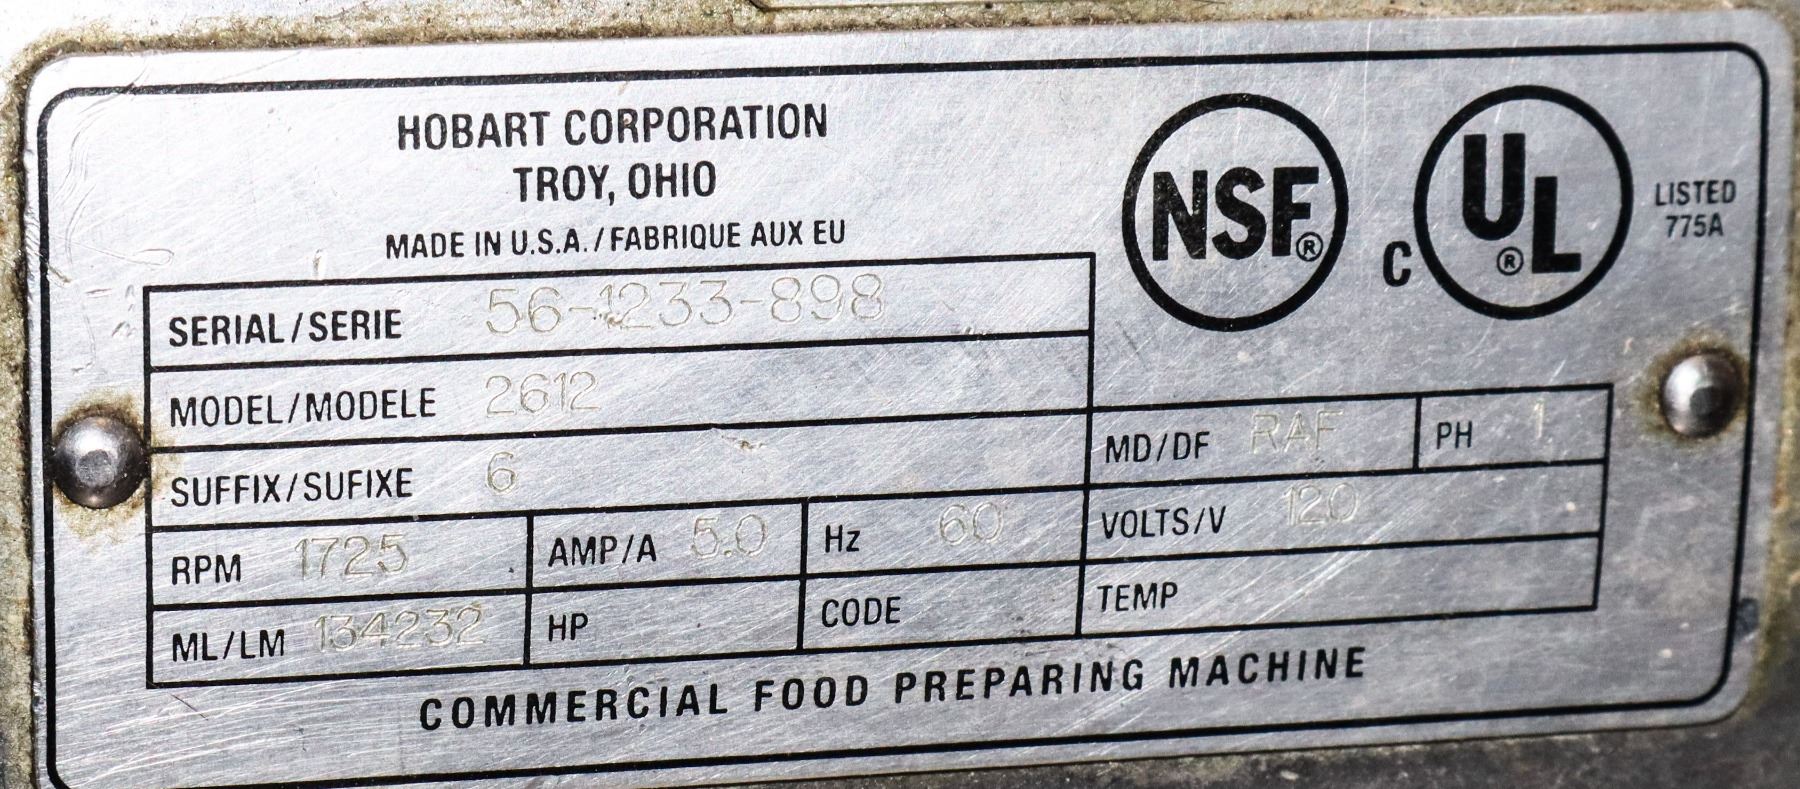 HOBART CORPORATION
TROY, OHIO
MADE IN U.S.A. / FABRIQUE AUX EU
NSF®
C UL®
LISTED
775A
SERIAL/SERIE 56-1233-898
MODEL/MODELE 2612
SUFFIX/SUFIXE 6
MD/DF RAF PH 1
RPM 1725 AMP/A 5.0 Hz 60 VOLTS/V 120
ML/LM 134232 HP CODE TEMP
COMMERCIAL FOOD PREPARING MACHINE